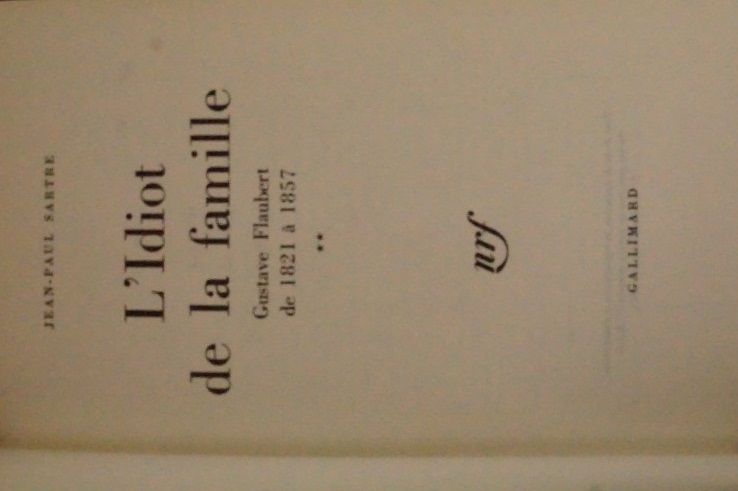 JEAN-PAUL SARTRE
L'Idiot
de la famille
Gustave Flaubert
de 1821 à 1857
**
nrf
GALLIMARD